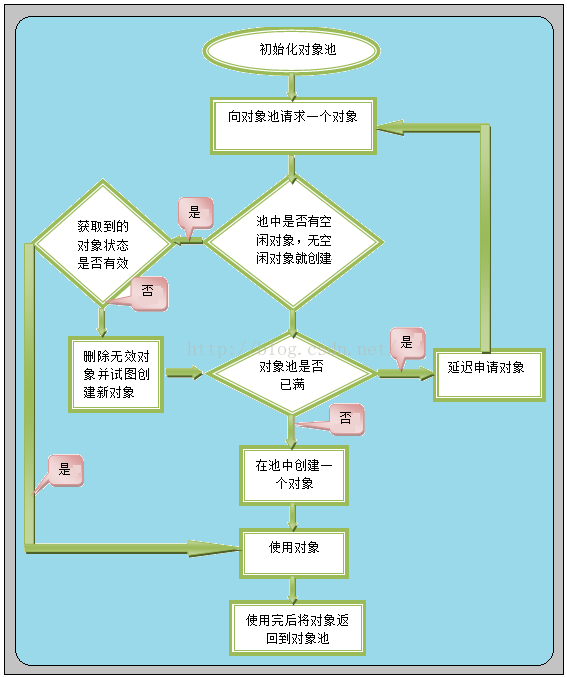 初始化对象池
向对象池请求一个对象
是
池中是否有空
闲对象，无空
闲对象就创建
获取到的
对象状态
是否有效
否
删除无效对
象并试图创
建新对象
http://blog.csdn.net
对象池是否
已满
是
延迟申请对象
否
在池中创建一
个对象
是
使用对象
使用完后将对象返
回到对象池